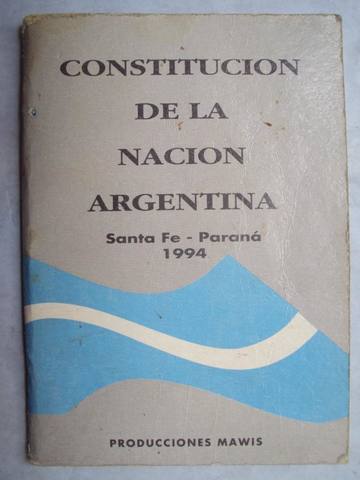 CONSTITUCION
DE LA
NACION
ARGENTINA
Santa Fe - Paraná
1994
PRODUCCIONES MAWIS